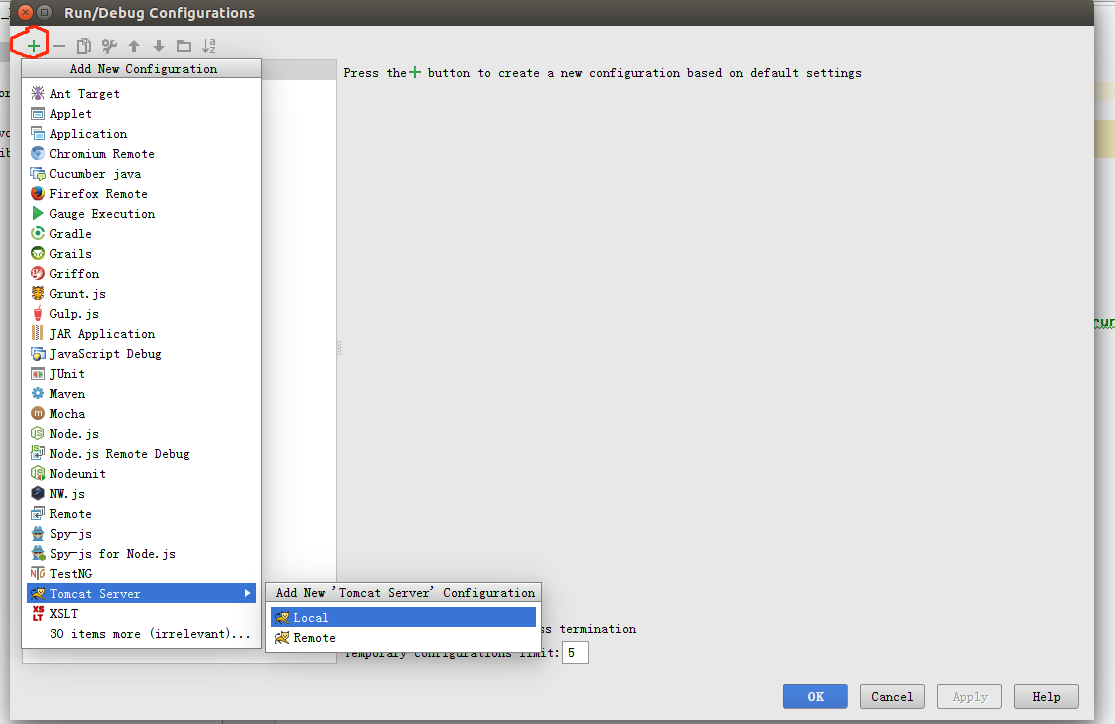 Run/Debug Configurations
Add New Configuration
Press the + button to create a new configuration based on default settings
Ant Target
Applet
Application
Chromium Remote
Cucumber java
Firefox Remote
Gauge Execution
Gradle
Grails
Griffon
Grunt.js
Gulp.js
JAR Application
JavaScript Debug
JUnit
Maven
Mocha
Node.js
Node.js Remote Debug
Nodeunit
NW.js
Remote
Spy-js
Spy-js for Node.js
TestNG
Tomcat Server
XSLT
30 items more (irrelevant)...
Add New 'Tomcat Server' Configuration
Local
Remote
termination
Temporary configurations limit: 5
OK
Cancel
Apply
Help